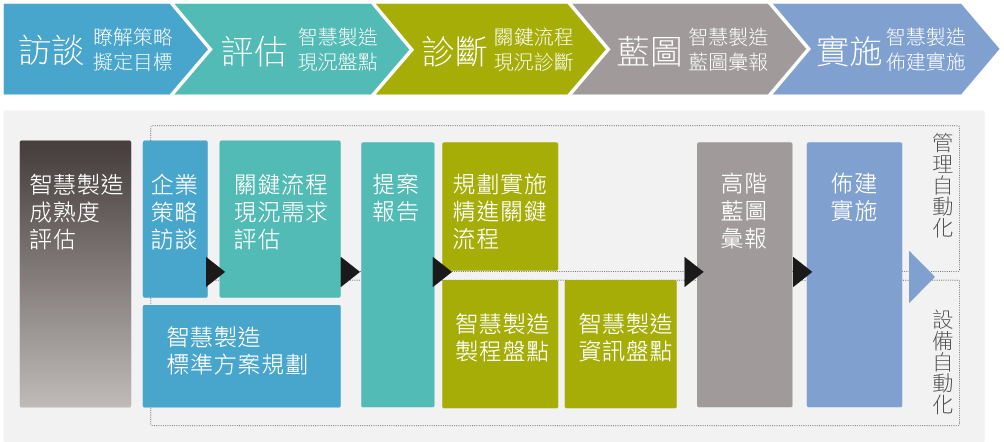 訪談
瞭解策略
擬定目標
評估
智慧製造
現況盤點
診斷
關鍵流程
現況診斷
藍圖
智慧製造
藍圖彙報
實施
智慧製造
佈建實施
智慧製造
成熟度
評估
企業
策略
訪談
關鍵流程
現況需求
評估
提案
報告
規劃實施
精進關鍵
流程
高階
藍圖
彙報
佈建
實施
管理自動化
智慧製造
標準方案規劃
智慧製造
製程盤點
智慧製造
資訊盤點
設備自動化